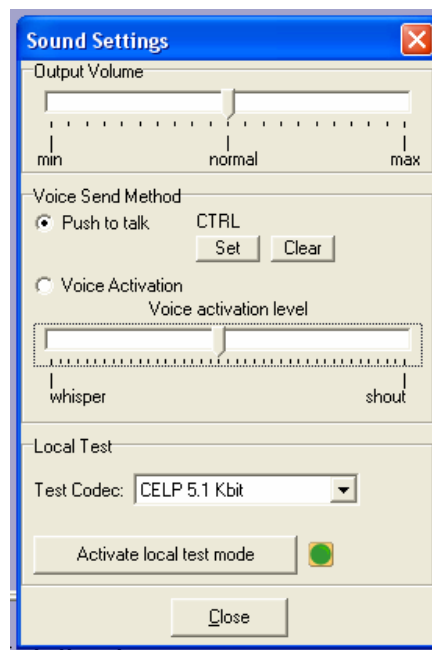 Sound Settings
Output Volume
min normal max
Voice Send Method
Push to talk CTRL
Set Clear
Voice Activation
Voice activation level
whisper shout
Local Test
Test Codec: CELP 5.1 Kbit
Activate local test mode
Close